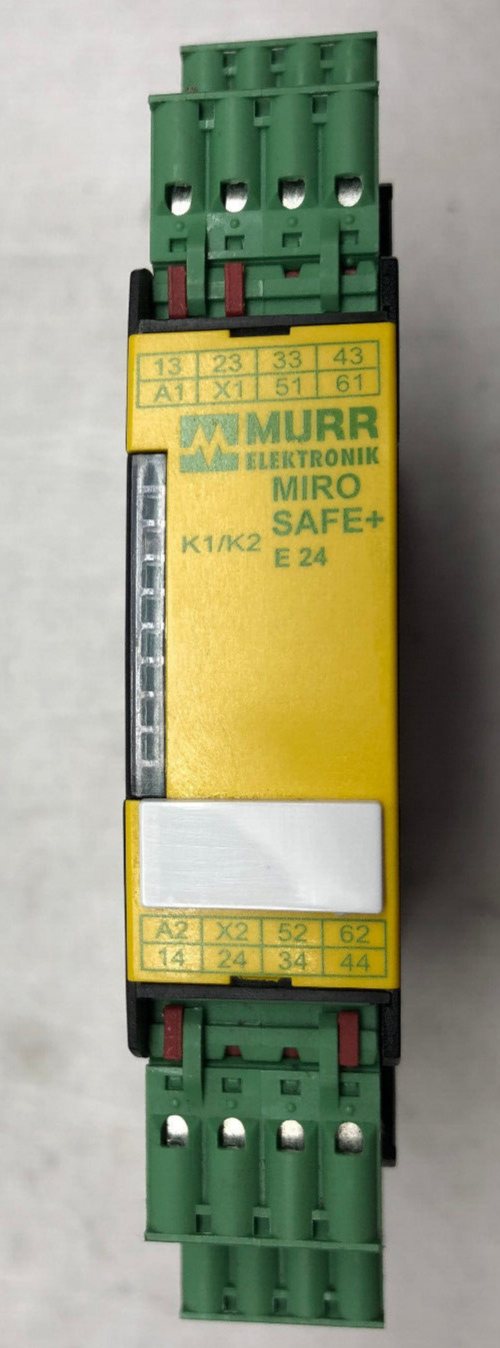 13 23 33 43
A1 X1 51 61
MURR
ELEKTRONIK
MIRO
SAFE+
K1/K2
E 24
A2 X2 52 62
14 24 34 44